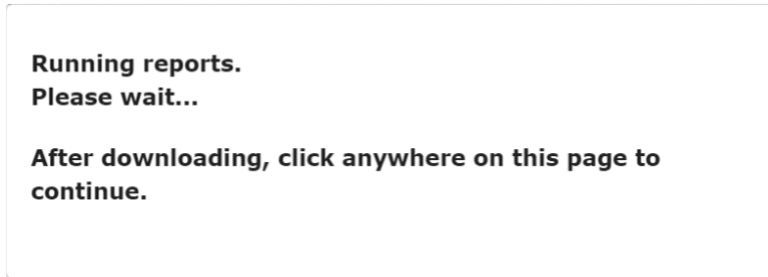 Running reports.
Please wait...
After downloading, click anywhere on this page to
continue.